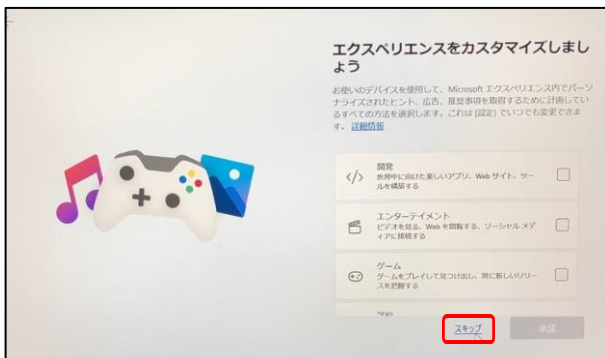 エクスペリエンスをカスタマイズしまし
ょう
お使いのデバイスを使用して、Microsoft エクスペリエンス内でパーソ
ナライズされたヒント、広告、推奨事項を取得するために計画してい
るすべての方法を選択します。これは [設定] でいつでも変更できま
す。 詳細情報
開発
世界中に向けた楽しいアプリ、Web サイト、ツー
ルを構築する
エンターテイメント
ビデオを見る、Web を閲覧する、ソーシャル メデ
ィアに接続する
ゲーム
ゲームをプレイして見つけ出し、常に新しいリリー
スを把握する
スキップ
承諾